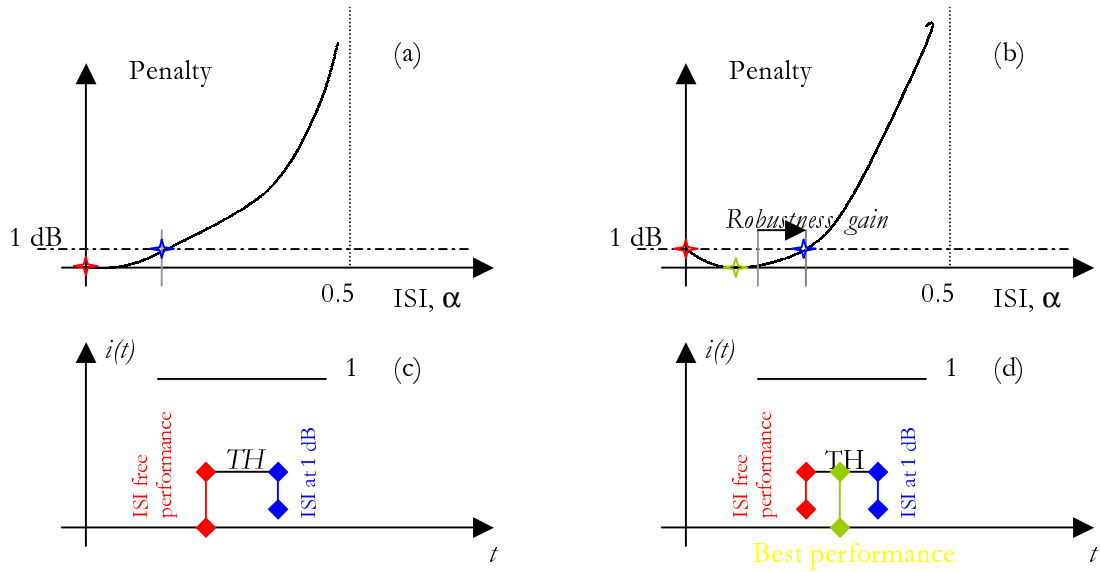 (a)
Penalty
1 dB
0.5
ISI, α
(b)
Penalty
Robustness gain
1 dB
0.5
ISI, α
i(t)
1
(c)
ISI free
performance
TH
ISI at 1 dB
t
i(t)
1
(d)
ISI free
performance
TH
ISI at 1 dB
Best performance
t